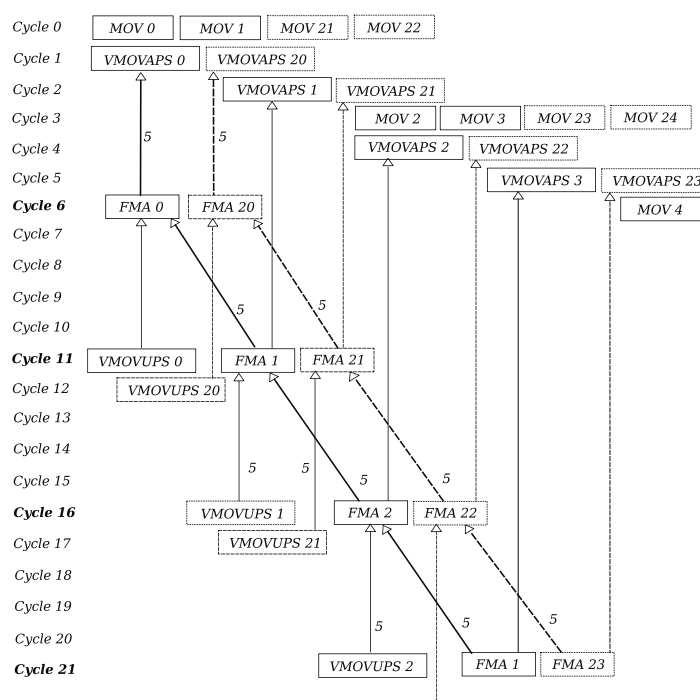 Cycle 0 MOV 0 MOV 1 MOV 21 MOV 22
Cycle 1 VMOVAPS 0 VMOVAPS 20
Cycle 2 VMOVAPS 1 VMOVAPS 21
Cycle 3 MOV 2 MOV 3 MOV 23 MOV 24
5 5
Cycle 4 VMOVAPS 2 VMOVAPS 22
Cycle 5 VMOVAPS 3 VMOVAPS 23
Cycle 6 FMA 0 FMA 20 MOV 4
Cycle 7
Cycle 8
Cycle 9
5 5
Cycle 10
Cycle 11 VMOVUPS 0 FMA 1 FMA 21
Cycle 12 VMOVUPS 20
Cycle 13
Cycle 14
5 5
Cycle 15 5 5
Cycle 16 VMOVUPS 1 FMA 2 FMA 22
Cycle 17 VMOVUPS 21
Cycle 18
Cycle 19
5 5 5
Cycle 20
Cycle 21 VMOVUPS 2 FMA 1 FMA 23